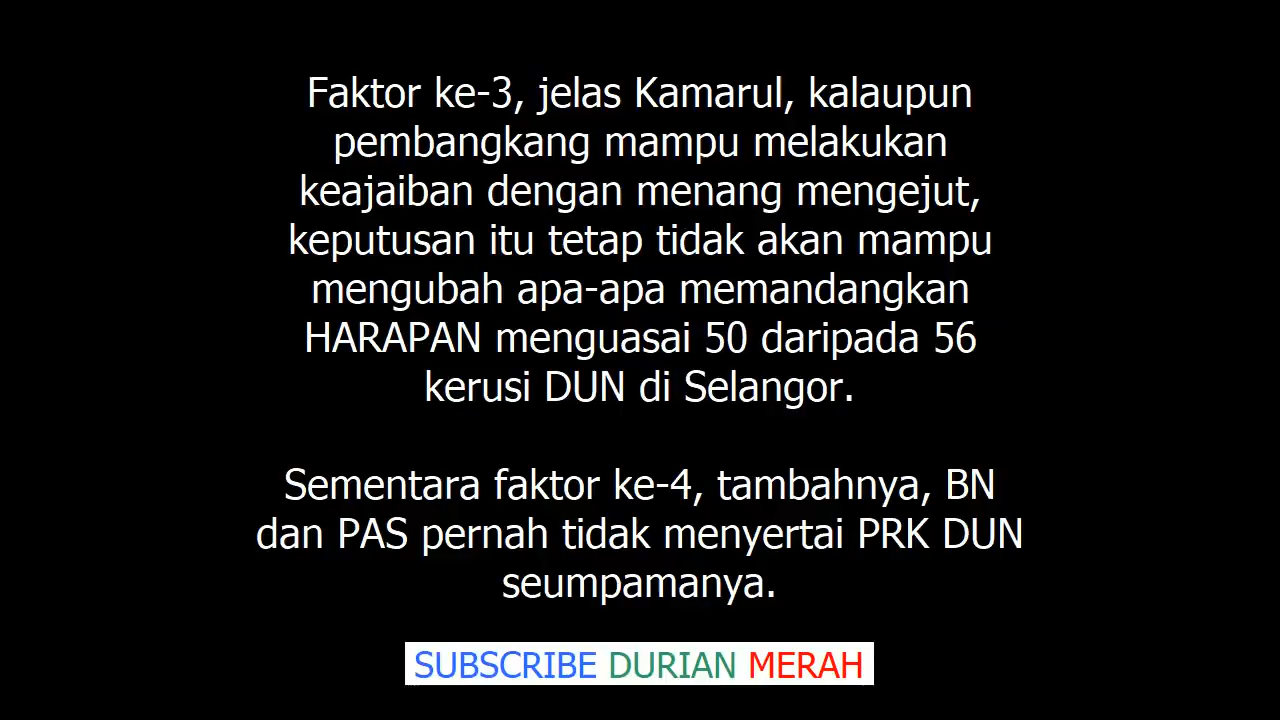 Faktor ke-3, jelas Kamarul, kalaupun
pembangkang mampu melakukan
keajaiban dengan menang mengejut,
keputusan itu tetap tidak akan mampu
mengubah apa-apa memandangkan
HARAPAN menguasai 50 daripada 56
kerusi DUN di Selangor.
Sementara faktor ke-4, tambahnya, BN
dan PAS pernah tidak menyertai PRK DUN
seumpamanya.
SUBSCRIBE DURIAN MERAH